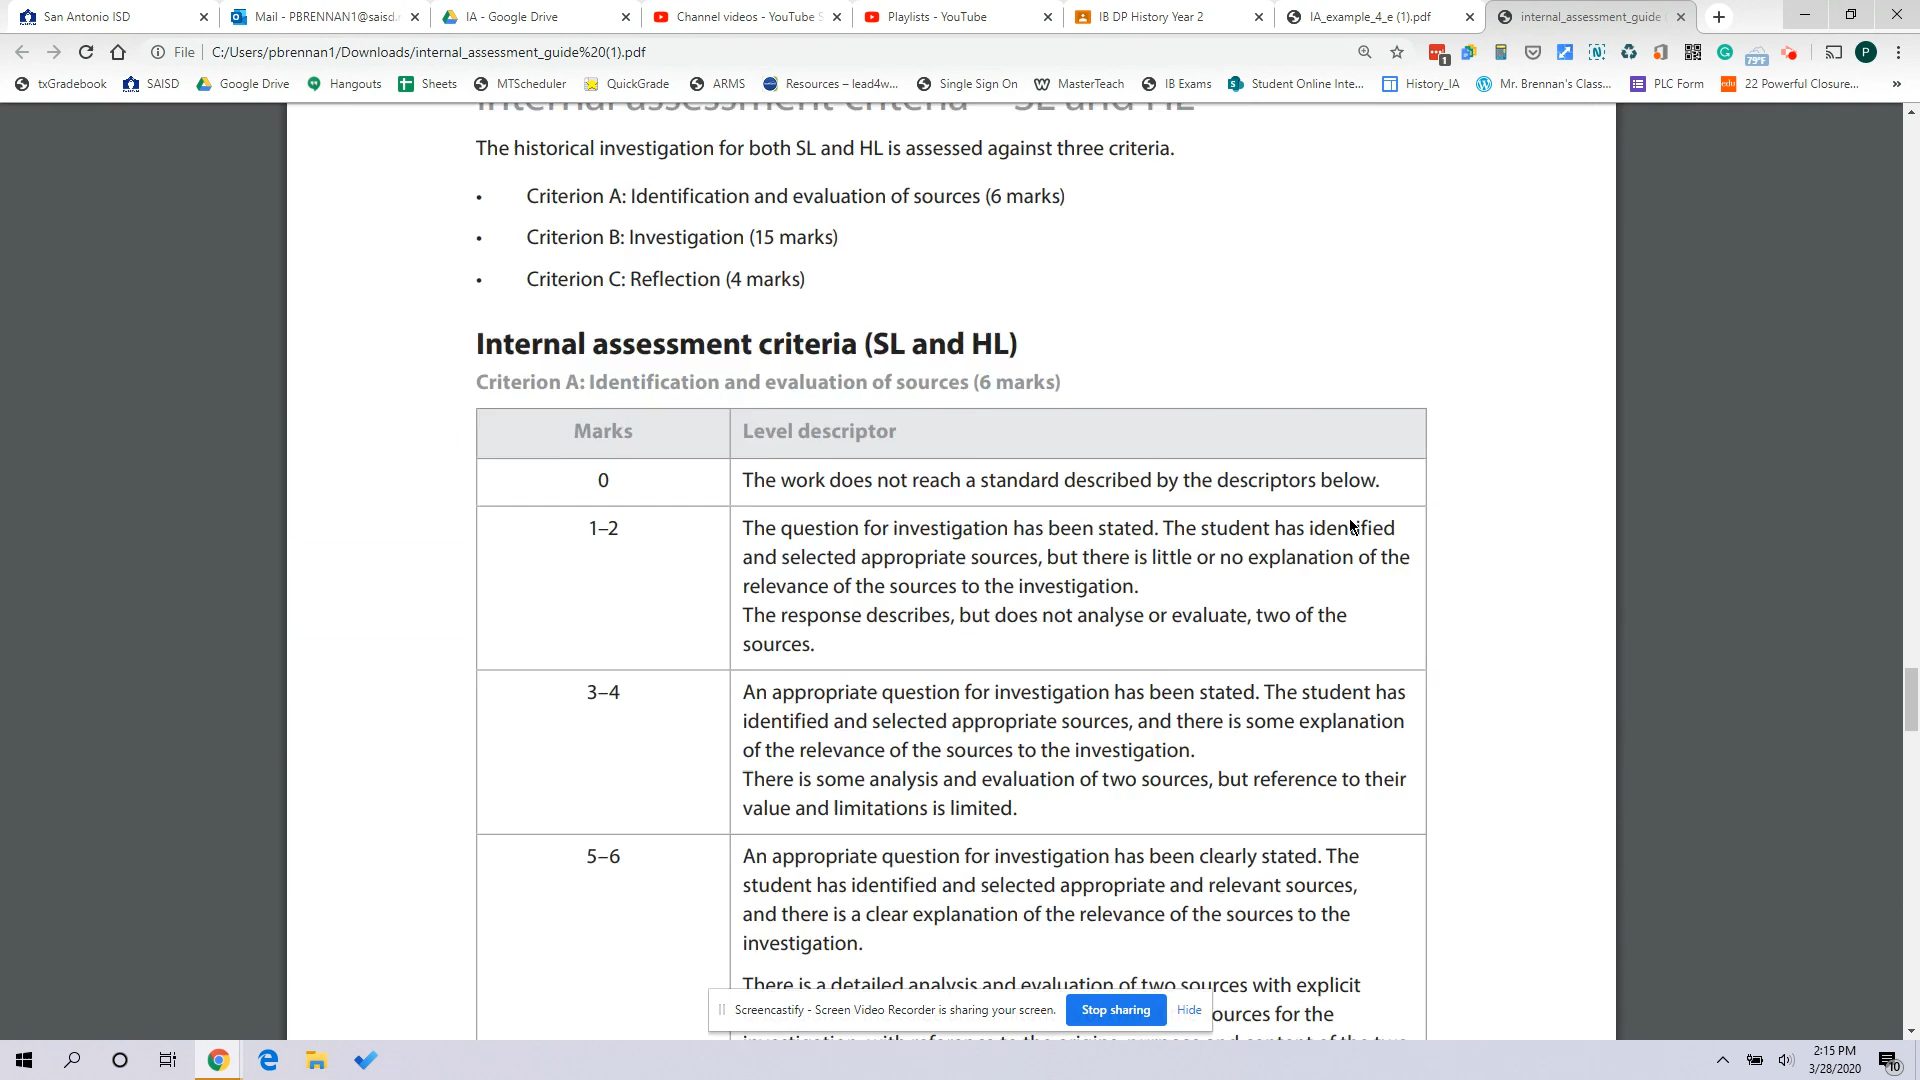 San Antonio ISD
Mail - PBRENNAN1@saisd.
IA - Google Drive
Channel videos - YouTube S
Playlists - YouTube
IB DP History Year 2
IA_example_4_e (1).pdf
internal_assessment_guide (
File | C:/Users/pbrennan1/Downloads/internal_assessment_guide%20(1).pdf
1
79°F
P
txGradebook
SAISD
Google Drive
Hangouts
Sheets
MTScheduler
QuickGrade
ARMS
Resources – lead4w...
Single Sign On
MasterTeach
IB Exams
Student Online Inte...
History_IA
Mr. Brennan's Class...
PLC Form
22 Powerful Closure...
»
Internal assessment criteria – SL and HL
The historical investigation for both SL and HL is assessed against three criteria.
• Criterion A: Identification and evaluation of sources (6 marks)
• Criterion B: Investigation (15 marks)
• Criterion C: Reflection (4 marks)
Internal assessment criteria (SL and HL)
Criterion A: Identification and evaluation of sources (6 marks)
Marks
Level descriptor
0
The work does not reach a standard described by the descriptors below.
1–2
The question for investigation has been stated. The student has identified
and selected appropriate sources, but there is little or no explanation of the
relevance of the sources to the investigation.
The response describes, but does not analyse or evaluate, two of the
sources.
3–4
An appropriate question for investigation has been stated. The student has
identified and selected appropriate sources, and there is some explanation
of the relevance of the sources to the investigation.
There is some analysis and evaluation of two sources, but reference to their
value and limitations is limited.
5–6
An appropriate question for investigation has been clearly stated. The
student has identified and selected appropriate and relevant sources,
and there is a clear explanation of the relevance of the sources to the
investigation.
There is a detailed analysis and evaluation of two sources with explicit
ources for the
Screencastify - Screen Video Recorder is sharing your screen.
Stop sharing
Hide
2:15 PM
3/28/2020
10